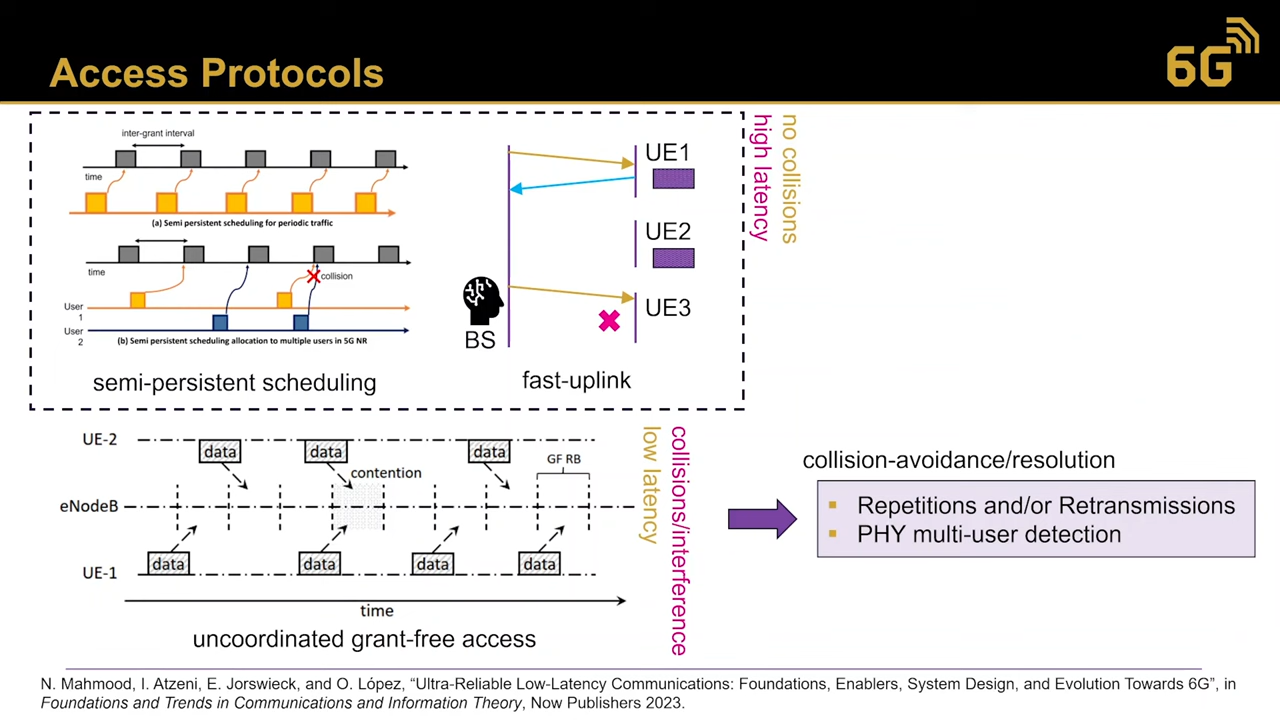 Access Protocols
6G
inter-grant interval
time
(a) Semi persistent scheduling for periodic traffic
time
collision
User
1
User
2
(b) Semi persistent scheduling allocation to multiple users in 5G NR
semi-persistent scheduling
UE1
UE2
UE3
BS
fast-uplink
no collisions
high latency
UE-2
data
data
data
contention
GF RB
eNodeB
data
data
data
data
UE-1
time
uncoordinated grant-free access
low latency
collisions/interference
collision-avoidance/resolution
▪ Repetitions and/or Retransmissions
▪ PHY multi-user detection
N. Mahmood, I. Atzeni, E. Jorswieck, and O. López, “Ultra-Reliable Low-Latency Communications: Foundations, Enablers, System Design, and Evolution Towards 6G”, in
Foundations and Trends in Communications and Information Theory, Now Publishers 2023.